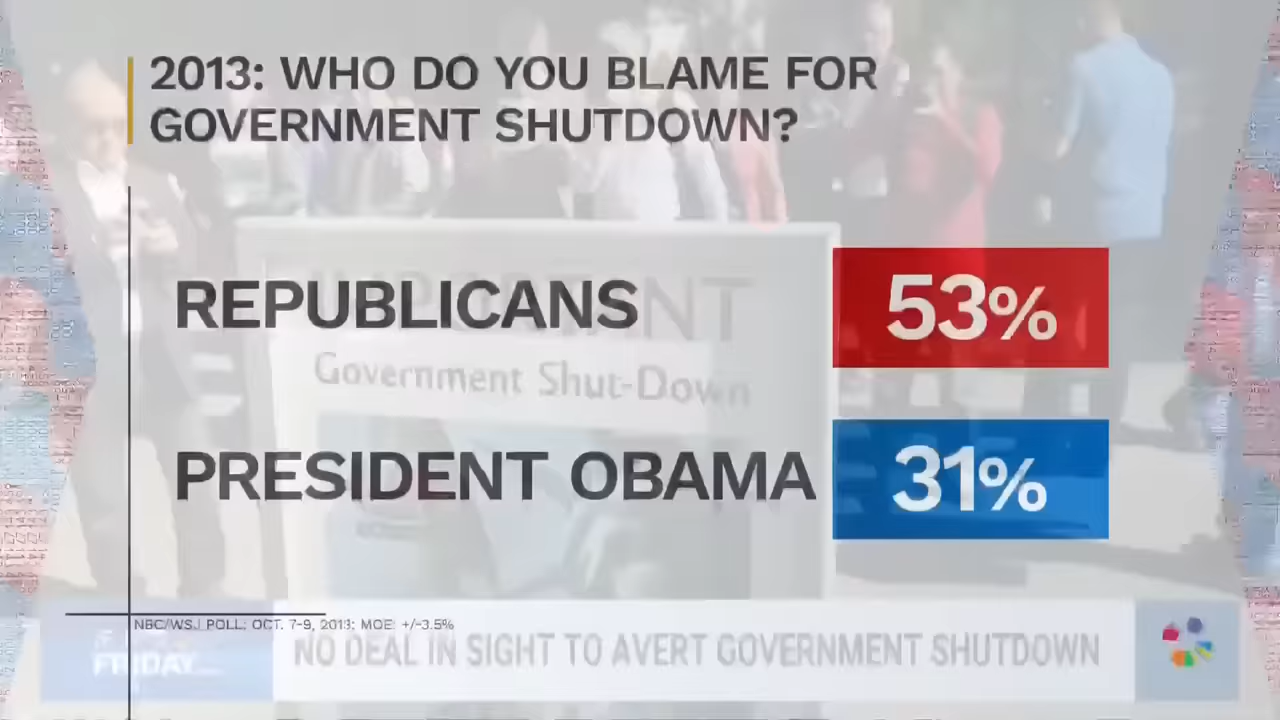 2013: WHO DO YOU BLAME FOR
GOVERNMENT SHUTDOWN?
IMPORTANT
REPUBLICANS 53%
Government Shut-Down
PRESIDENT OBAMA 31%
NBC/WSJ POLL; OCT. 7-9, 2013; MOE: +/-3.5%
FRIDAY
NO DEAL IN SIGHT TO AVERT GOVERNMENT SHUTDOWN